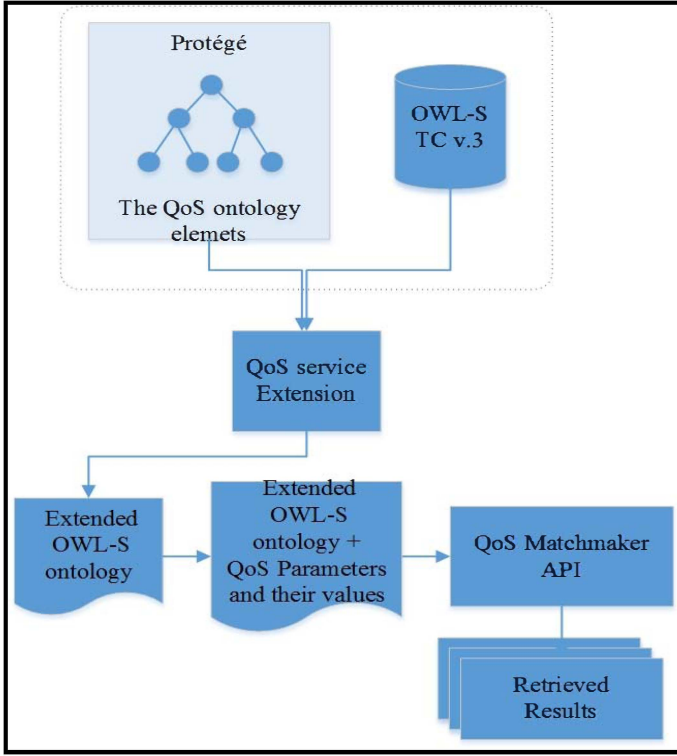 Protégé
The QoS ontology
elemets
OWL-S
TC v.3
QoS service
Extension
Extended
OWL-S
ontology
Extended
OWL-S
ontology +
QoS Parameters
and their values
QoS Matchmaker
API
Retrieved
Results